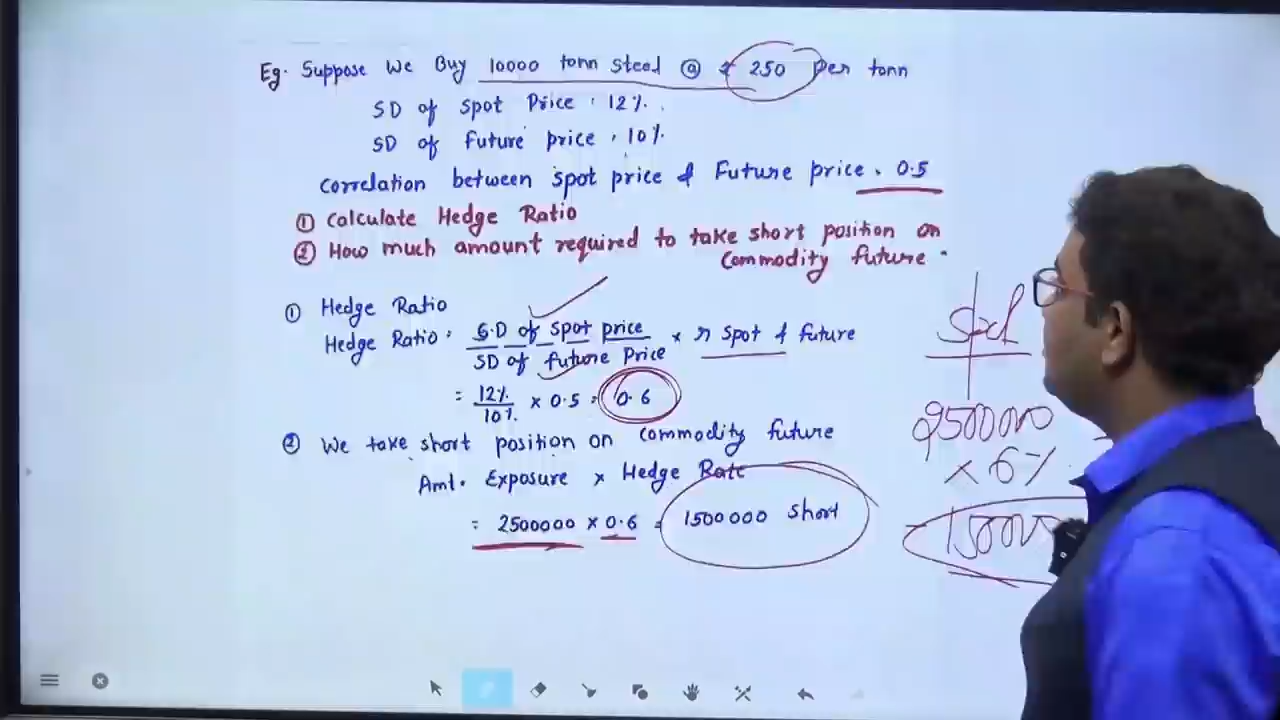 Eg. Suppose we Buy 10000 tonn steel @ ₹ 250 per tonn
SD of spot Price : 12%.
SD of future price : 10%.
Correlation between spot price & Future price . 0.5
① Calculate Hedge Ratio
② How much amount required to take short position on
Commodity future .
① Hedge Ratio
Hedge Ratio : S.D of spot price
SD of future Price
× r spot & future
= 12%
10%
× 0.5 = 0.6
② We take short position on commodity future
Amt. Exposure × Hedge Rate
= 2500000 × 0.6 = 1500000 short
2500000
× 6%